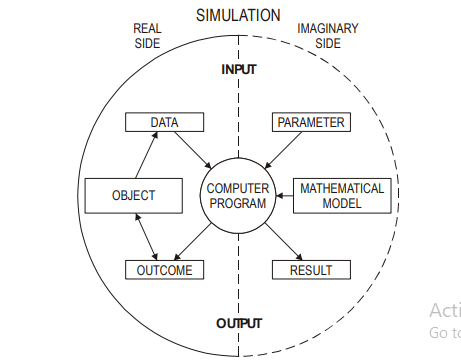 SIMULATION
REAL
SIDE
IMAGINARY
SIDE
INPUT
DATA
PARAMETER
OBJECT
COMPUTER
PROGRAM
MATHEMATICAL
MODEL
OUTCOME
RESULT
OUTPUT
Acti
Go to